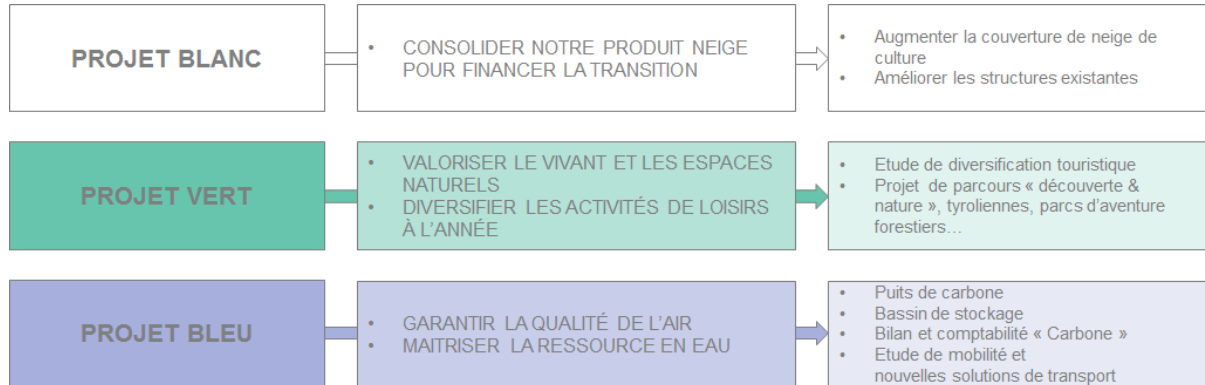 PROJET BLANC
• CONSOLIDER NOTRE PRODUIT NEIGE
POUR FINANCER LA TRANSITION
• Augmenter la couverture de neige de
culture
• Améliorer les structures existantes
PROJET VERT
• VALORISER LE VIVANT ET LES ESPACES
NATURELS
• DIVERSIFIER LES ACTIVITÉS DE LOISIRS
À L'ANNÉE
• Etude de diversification touristique
• Projet de parcours « découverte &
nature », tyroliennes, parcs d'aventure
forestiers…
PROJET BLEU
• GARANTIR LA QUALITÉ DE L'AIR
• MAITRISER LA RESSOURCE EN EAU
• Puits de carbone
• Bassin de stockage
• Bilan et comptabilité « Carbone »
• Etude de mobilité et
nouvelles solutions de transport